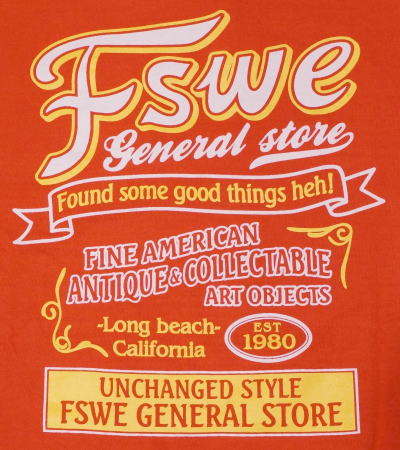 Fswe
General store
Found some good things heh!
FINE AMERICAN
ANTIQUE & COLLECTABLE
ART OBJECTS
-Long beach-
California
EST
1980
UNCHANGED STYLE
FSWE GENERAL STORE